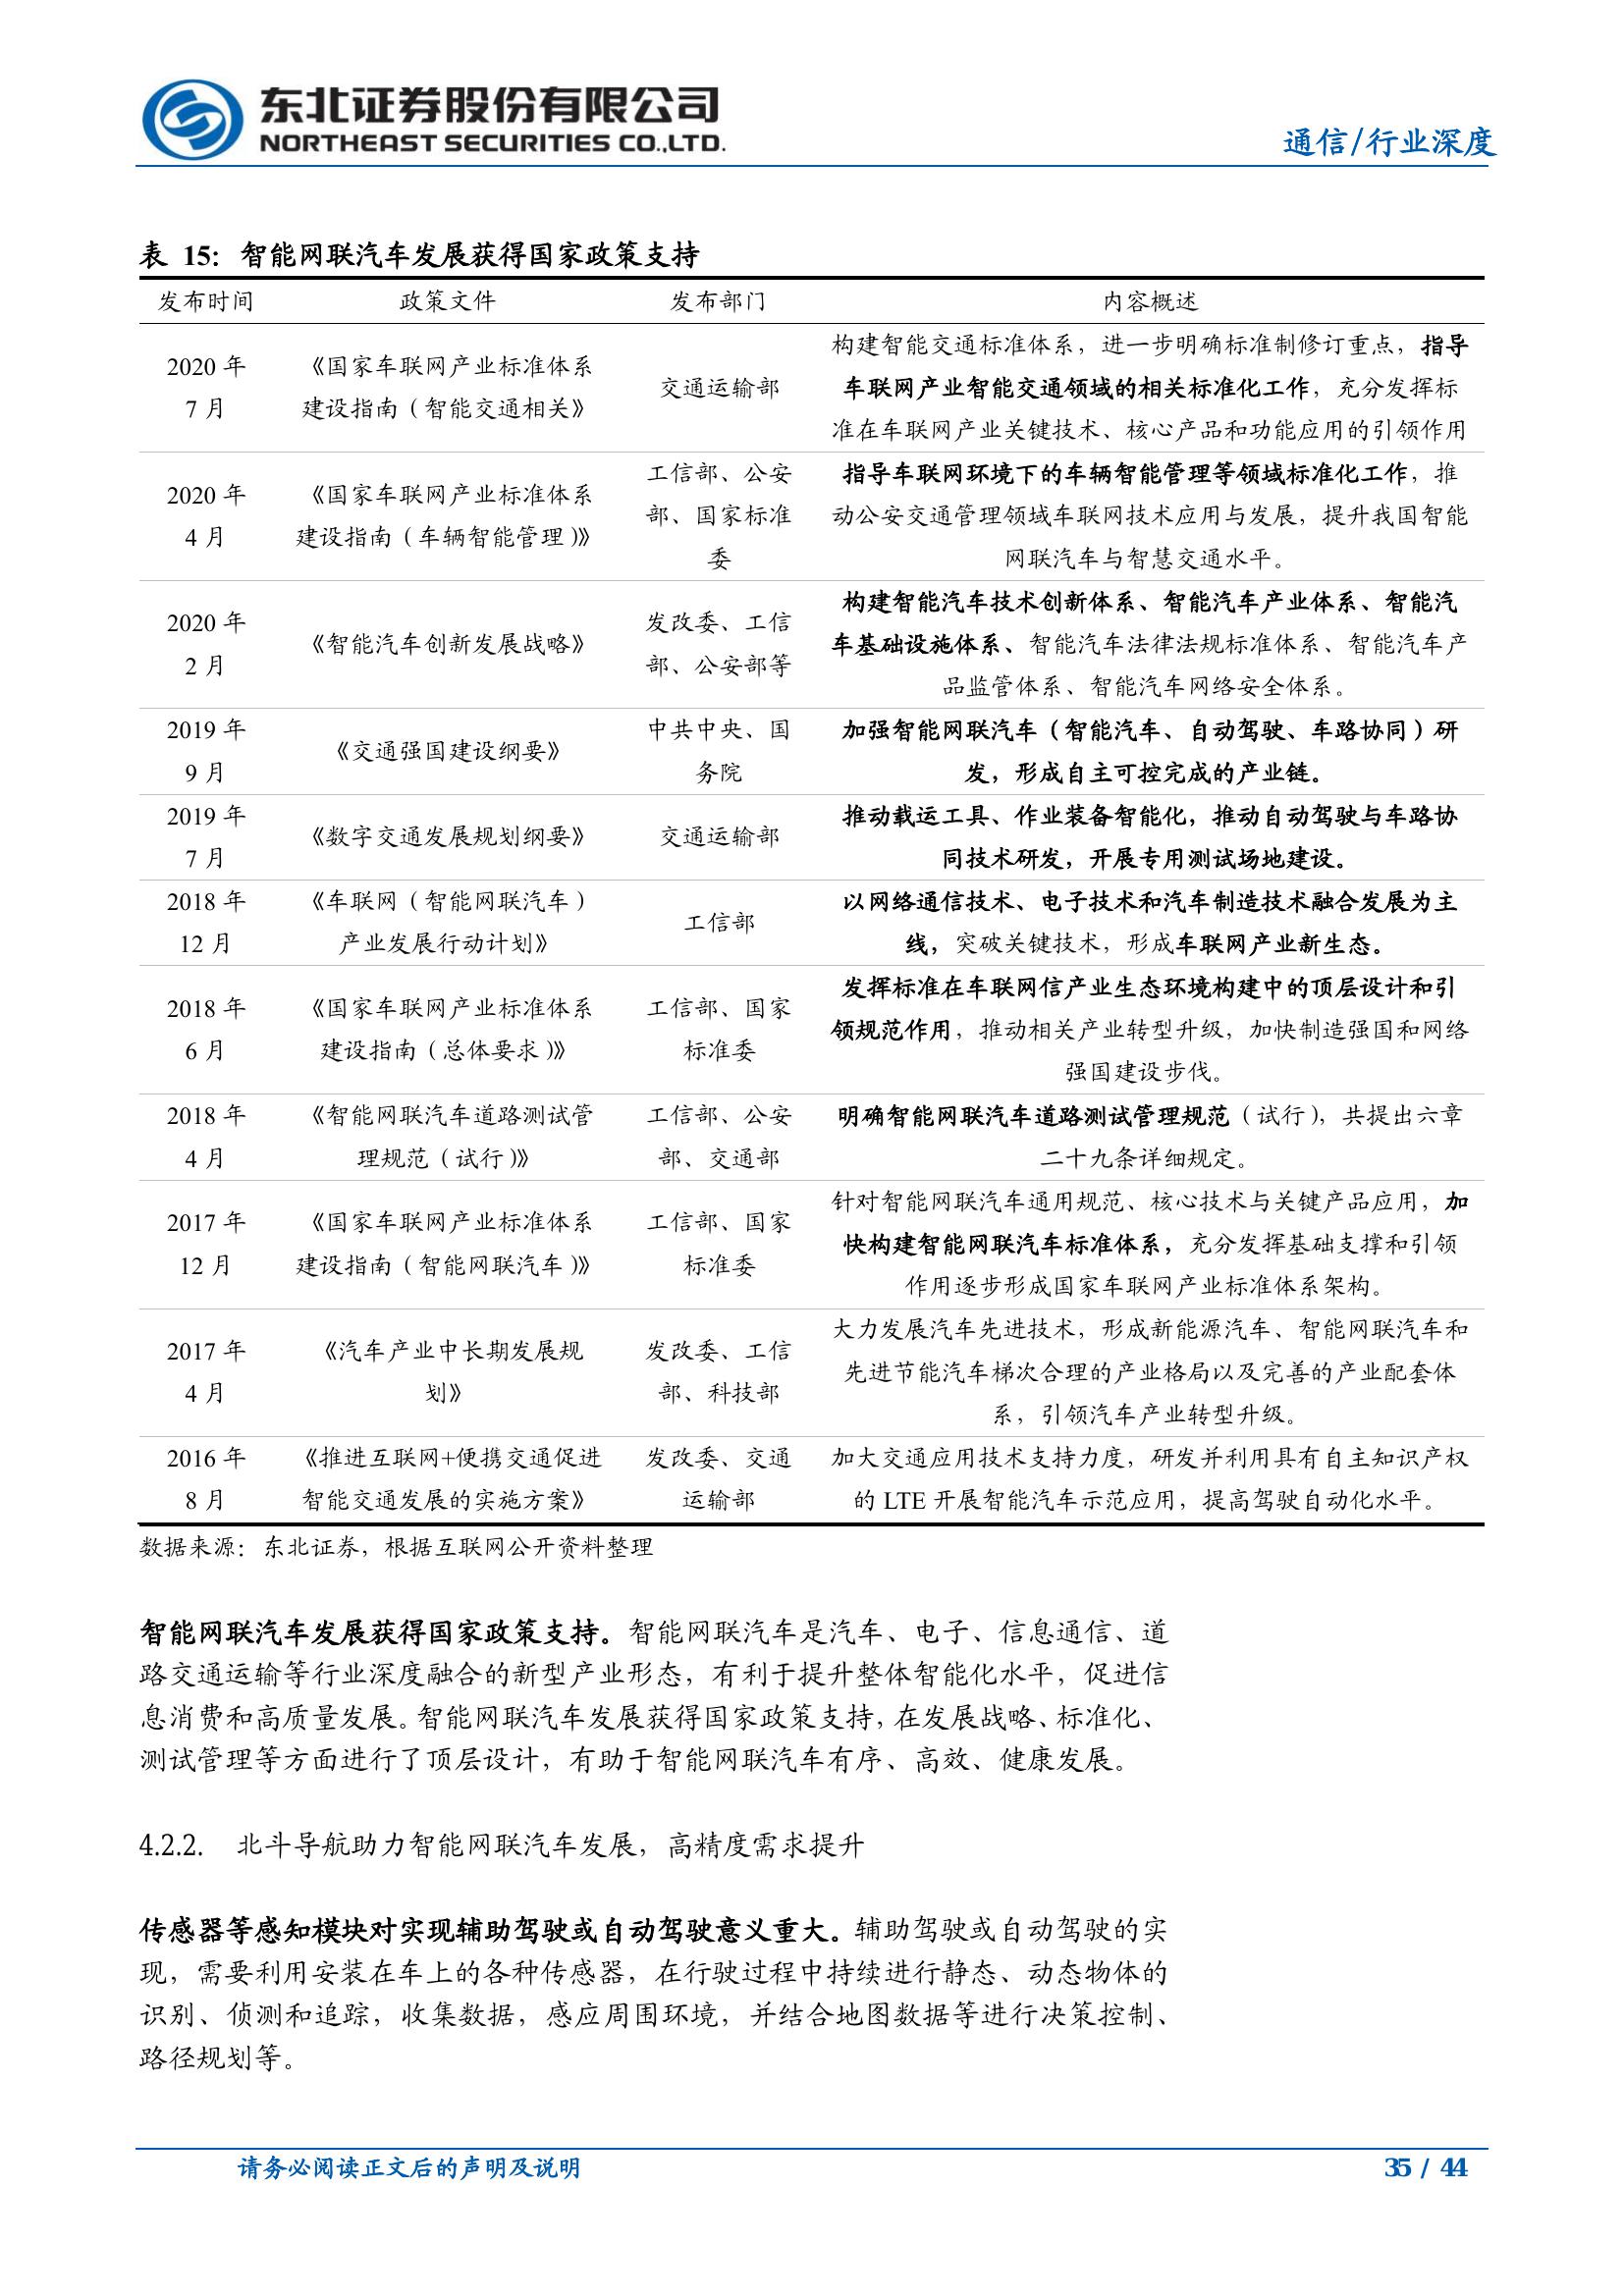 东北证券股份有限公司
NORTHEAST SECURITIES CO.,LTD.
通信/行业深度
表 15: 智能网联汽车发展获得国家政策支持
发布时间 政策文件 发布部门 内容概述
2020 年
7 月
《国家车联网产业标准体系
建设指南（智能交通相关》
交通运输部
构建智能交通标准体系，进一步明确标准制修订重点，指导
车联网产业智能交通领域的相关标准化工作，充分发挥标
准在车联网产业关键技术、核心产品和功能应用的引领作用
2020 年
4 月
《国家车联网产业标准体系
建设指南（车辆智能管理）》
工信部、公安
部、国家标准
委
指导车联网环境下的车辆智能管理等领域标准化工作，推
动公安交通管理领域车联网技术应用与发展，提升我国智能
网联汽车与智慧交通水平。
2020 年
2 月
《智能汽车创新发展战略》
发改委、工信
部、公安部等
构建智能汽车技术创新体系、智能汽车产业体系、智能汽
车基础设施体系、智能汽车法律法规标准体系、智能汽车产
品监管体系、智能汽车网络安全体系。
2019 年
9 月
《交通强国建设纲要》
中共中央、国
务院
加强智能网联汽车（智能汽车、自动驾驶、车路协同）研
发，形成自主可控完成的产业链。
2019 年
7 月
《数字交通发展规划纲要》
交通运输部
推动载运工具、作业装备智能化，推动自动驾驶与车路协
同技术研发，开展专用测试场地建设。
2018 年
12 月
《车联网（智能网联汽车）
产业发展行动计划》
工信部
以网络通信技术、电子技术和汽车制造技术融合发展为主
线，突破关键技术，形成车联网产业新生态。
2018 年
6 月
《国家车联网产业标准体系
建设指南（总体要求）》
工信部、国家
标准委
发挥标准在车联网信产业生态环境构建中的顶层设计和引
领规范作用，推动相关产业转型升级，加快制造强国和网络
强国建设步伐。
2018 年
4 月
《智能网联汽车道路测试管
理规范（试行）》
工信部、公安
部、交通部
明确智能网联汽车道路测试管理规范（试行），共提出六章
二十九条详细规定。
2017 年
12 月
《国家车联网产业标准体系
建设指南（智能网联汽车）》
工信部、国家
标准委
针对智能网联汽车通用规范、核心技术与关键产品应用，加
快构建智能网联汽车标准体系，充分发挥基础支撑和引领
作用逐步形成国家车联网产业标准体系架构。
2017 年
4 月
《汽车产业中长期发展规
划》
发改委、工信
部、科技部
大力发展汽车先进技术，形成新能源汽车、智能网联汽车和
先进节能汽车梯次合理的产业格局以及完善的产业配套体
系，引领汽车产业转型升级。
2016 年
8 月
《推进互联网+便携交通促进
智能交通发展的实施方案》
发改委、交通
运输部
加大交通应用技术支持力度，研发并利用具有自主知识产权
的 LTE 开展智能汽车示范应用，提高驾驶自动化水平。
数据来源：东北证券，根据互联网公开资料整理
智能网联汽车发展获得国家政策支持。智能网联汽车是汽车、电子、信息通信、道
路交通运输等行业深度融合的新型产业形态，有利于提升整体智能化水平，促进信
息消费和高质量发展。智能网联汽车发展获得国家政策支持，在发展战略、标准化、
测试管理等方面进行了顶层设计，有助于智能网联汽车有序、高效、健康发展。
4.2.2. 北斗导航助力智能网联汽车发展，高精度需求提升
传感器等感知模块对实现辅助驾驶或自动驾驶意义重大。辅助驾驶或自动驾驶的实
现，需要利用安装在车上的各种传感器，在行驶过程中持续进行静态、动态物体的
识别、侦测和追踪，收集数据，感应周围环境，并结合地图数据等进行决策控制、
路径规划等。
请务必阅读正文后的声明及说明 35 / 44